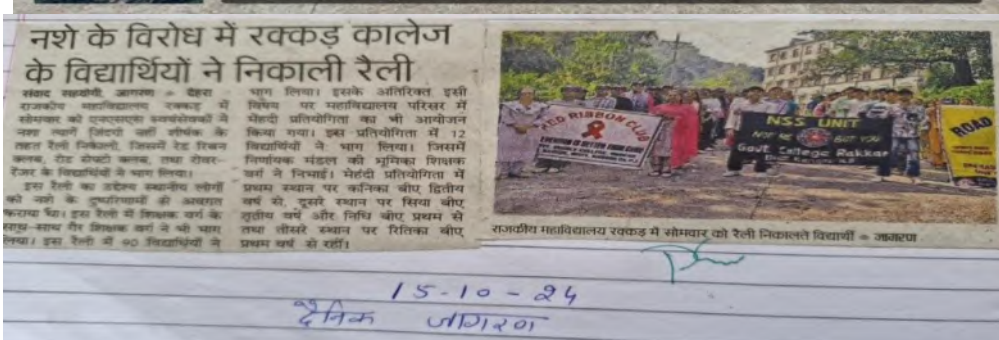 नशे के विरोध में रक्कड़ कालेज
के विद्यार्थियों ने निकाली रैली
संवाद सहयोगी, जागरण ● देहरा
राजकीय महाविद्यालय रक्कड़ में
सोमवार को एनएसएस स्वयंसेवकों ने
नशा त्यागें जिंदगी नहीं शीर्षक के
तहत रैली निकाली, जिसमें रेड रिबन
क्लब, रोड सेफ्टी क्लब, तथा रोवर-
रेंजर के विद्यार्थियों ने भाग लिया।
इस रैली का उद्देश्य स्थानीय लोगों
को नशे के दुष्परिणामों से अवगत
कराया था। इस रैली में शिक्षक वर्ग के
साथ-साथ गैर शिक्षक वर्ग ने भी भाग
लिया। इस रैली में 90 विद्यार्थियों ने
भाग लिया। इसके अतिरिक्त इसी
विषय पर महाविद्यालय परिसर में
मेंहदी प्रतियोगिता का भी आयोजन
किया गया। इस प्रतियोगिता में 12
विद्यार्थियों ने भाग लिया। जिसमें
निर्णायक मंडल की भूमिका शिक्षक
वर्ग ने निभाई। मेहंदी प्रतियोगिता में
प्रथम स्थान पर कनिका बीए द्वितीय
वर्ष से, दूसरे स्थान पर सिया बीए
तृतीय वर्ष और निधि बीए प्रथम से
तथा तीसरे स्थान पर रितिका बीए
प्रथम वर्ष से रहीं।
RED RIBBON CLUB
NSS UNIT
NOT ME BUT YOU
Govt. College Rakkar
ROAD
राजकीय महाविद्यालय रक्कड़ में सोमवार को रैली निकालते विद्यार्थी ● जागरण
15-10-24
दैनिक जागरण